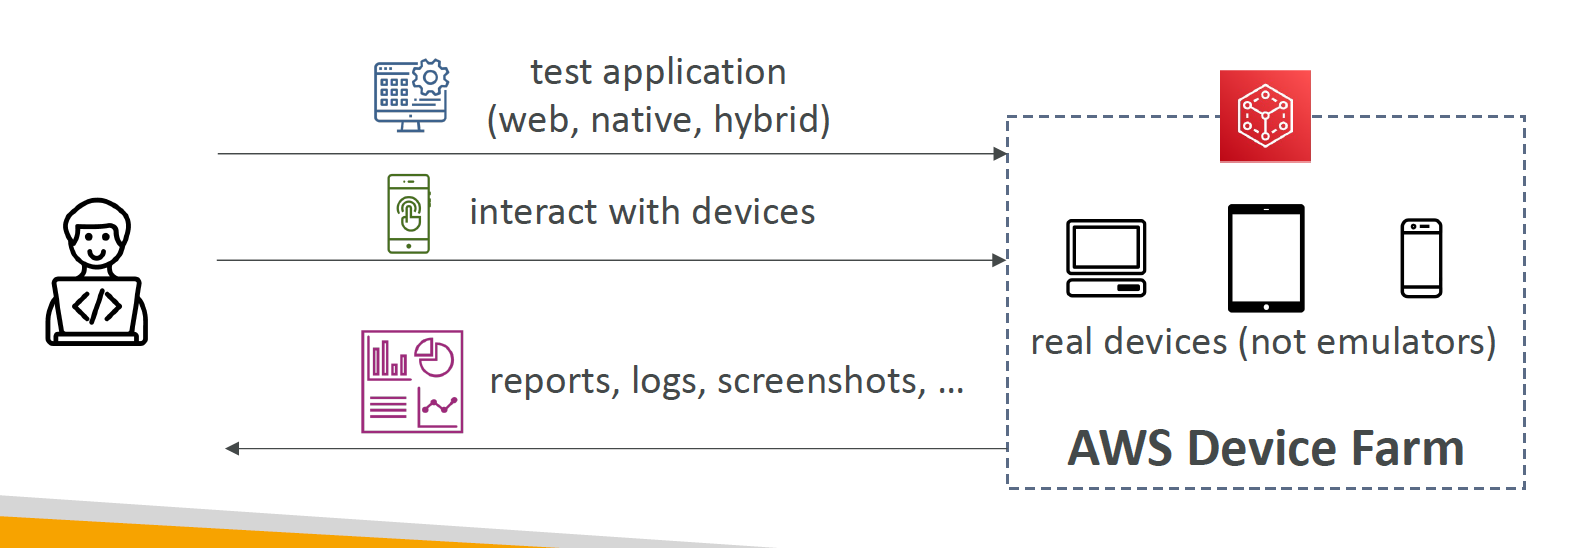 test application
(web, native, hybrid)
interact with devices
reports, logs, screenshots, …
real devices (not emulators)
AWS Device Farm